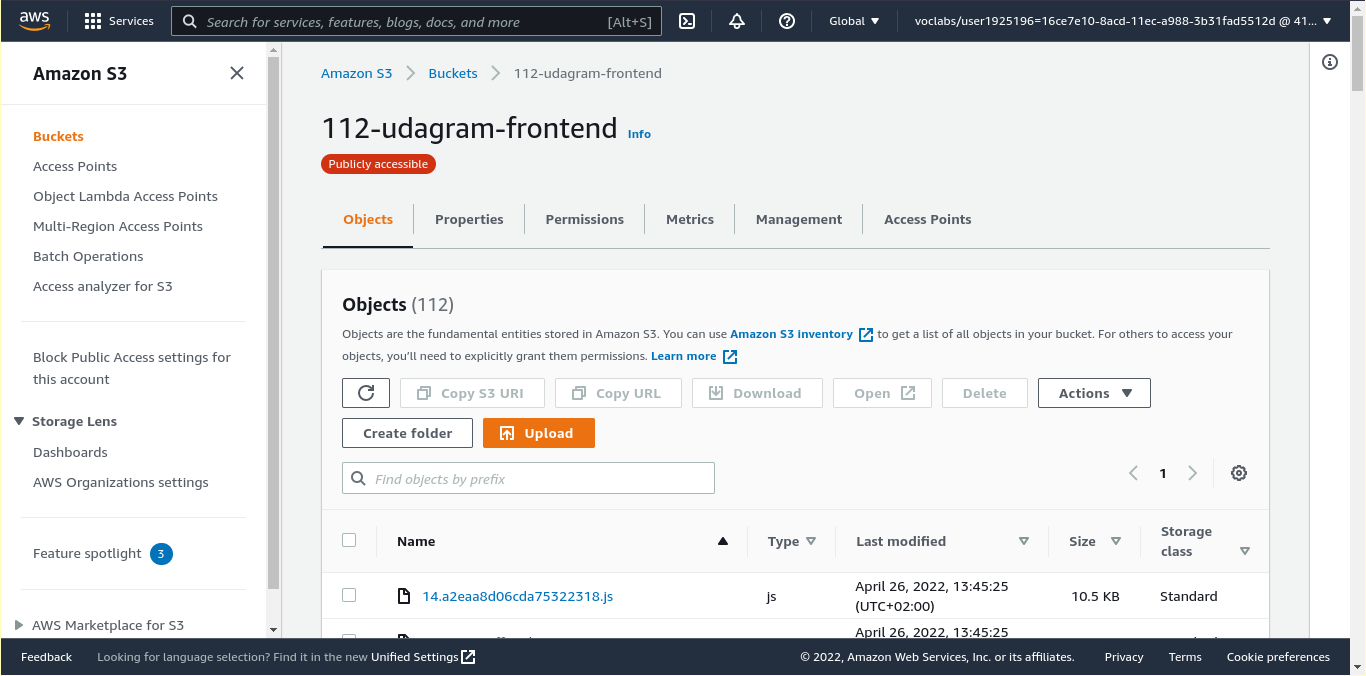 aws
Services
Search for services, features, blogs, docs, and more
[Alt+S]
Global
voclabs/user1925196=16ce7e10-8acd-11ec-a988-3b31fad5512d @ 41...
Amazon S3
Buckets
Access Points
Object Lambda Access Points
Multi-Region Access Points
Batch Operations
Access analyzer for S3
Block Public Access settings for
this account
Storage Lens
Dashboards
AWS Organizations settings
Feature spotlight 3
AWS Marketplace for S3
Amazon S3 > Buckets > 112-udagram-frontend
112-udagram-frontend Info
Publicly accessible
Objects
Properties
Permissions
Metrics
Management
Access Points
Objects (112)
Objects are the fundamental entities stored in Amazon S3. You can use Amazon S3 inventory to get a list of all objects in your bucket. For others to access your
objects, you'll need to explicitly grant them permissions. Learn more
Copy S3 URI
Copy URL
Download
Open
Delete
Actions
Create folder
Upload
Find objects by prefix
1
Name
Type
Last modified
Size
Storage
class
14.a2eaa8d06cda75322318.js
js
April 26, 2022, 13:45:25
(UTC+02:00)
10.5 KB
Standard
April 26, 2022, 13:45:25
Feedback
Looking for language selection? Find it in the new Unified Settings
© 2022, Amazon Web Services, Inc. or its affiliates.
Privacy
Terms
Cookie preferences